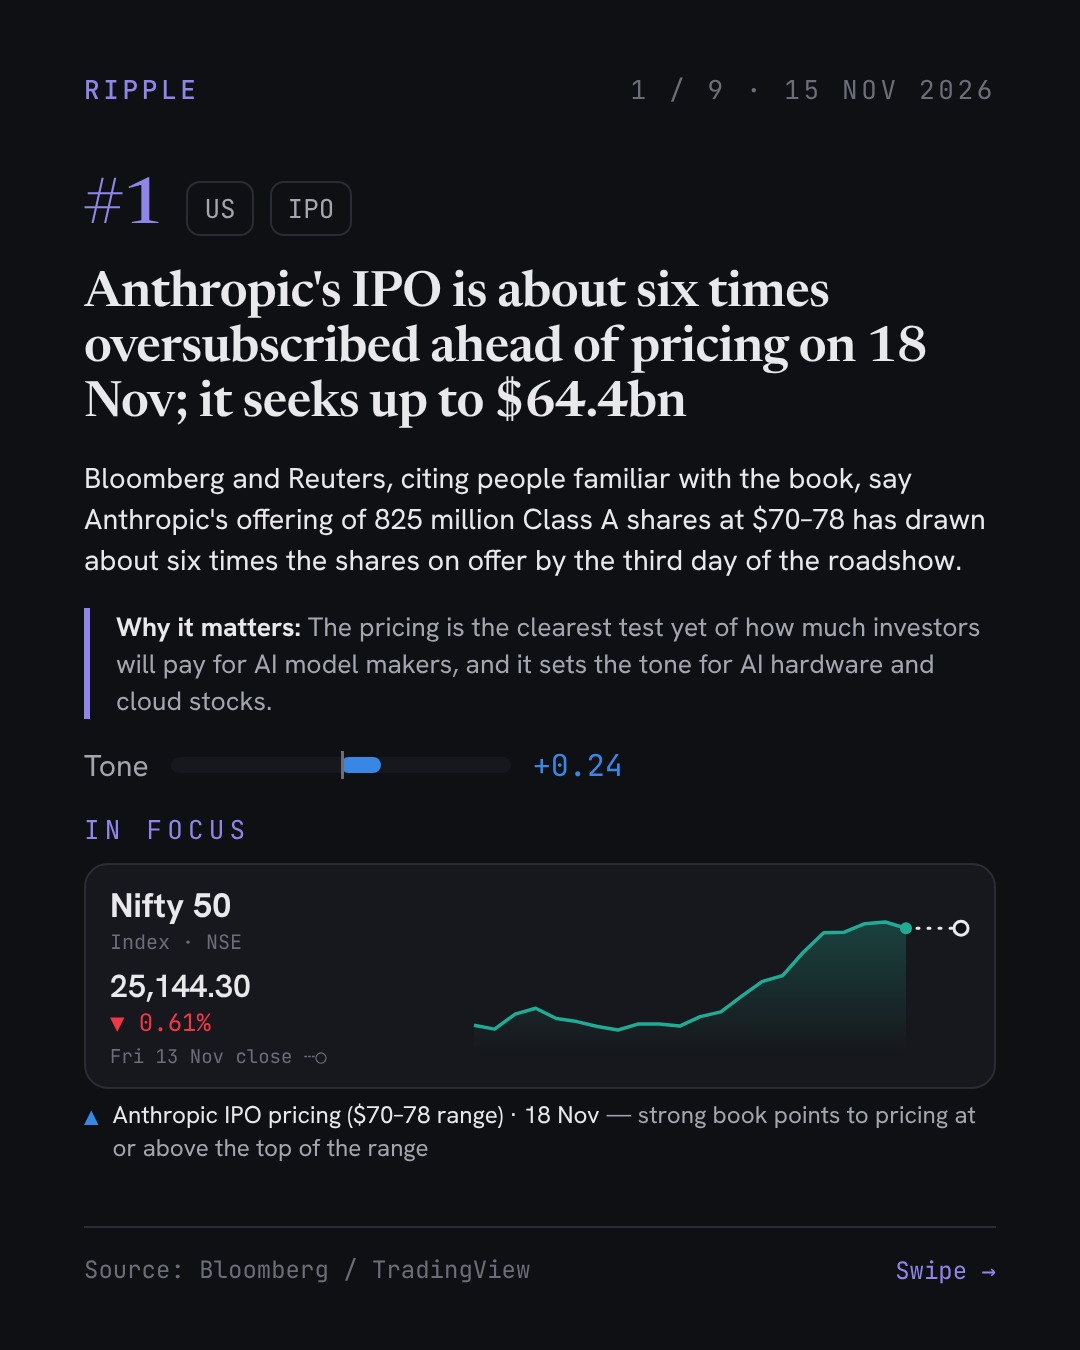 RIPPLE
1 / 9 · 15 NOV 2026
#1 US IPO
Anthropic's IPO is about six times
oversubscribed ahead of pricing on 18
Nov; it seeks up to $64.4bn
Bloomberg and Reuters, citing people familiar with the book, say
Anthropic's offering of 825 million Class A shares at $70–78 has drawn
about six times the shares on offer by the third day of the roadshow.
Why it matters: The pricing is the clearest test yet of how much investors
will pay for AI model makers, and it sets the tone for AI hardware and
cloud stocks.
Tone +0.24
IN FOCUS
Nifty 50
Index · NSE
25,144.30
▼ 0.61%
Fri 13 Nov close
▲ Anthropic IPO pricing ($70–78 range) · 18 Nov — strong book points to pricing at
or above the top of the range
Source: Bloomberg / TradingView
Swipe →